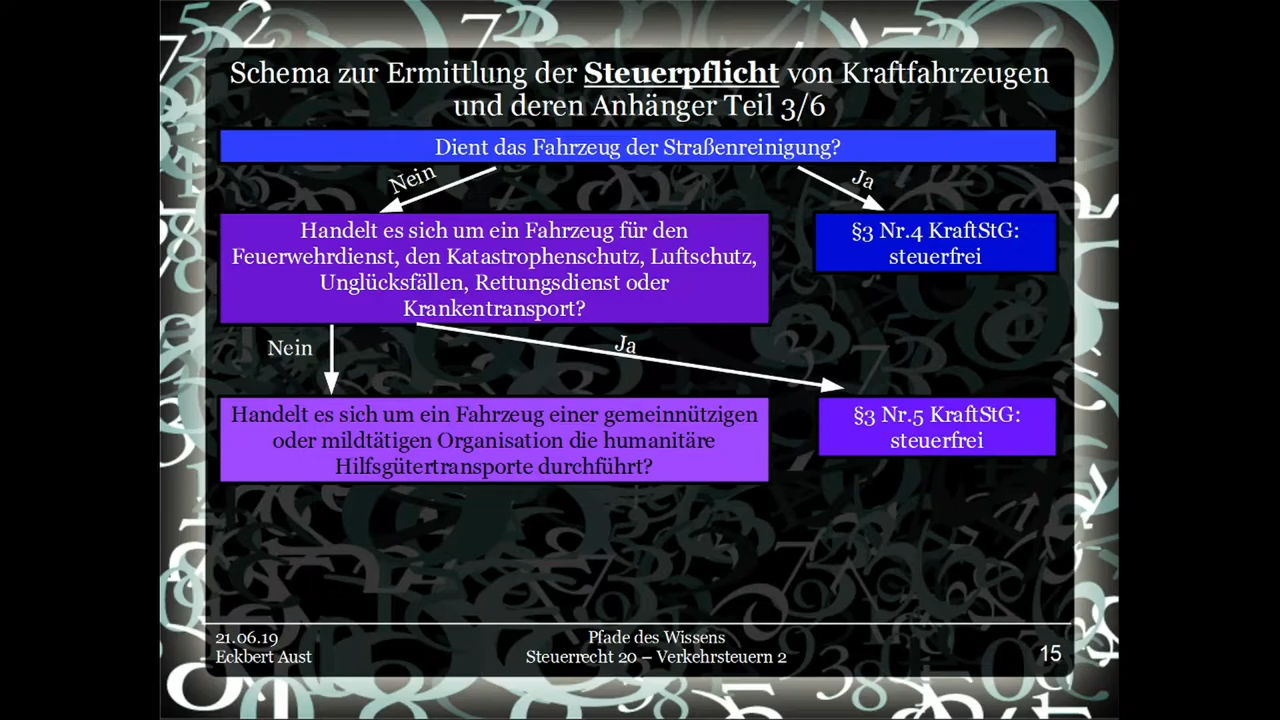 Schema zur Ermittlung der Steuerpflicht von Kraftfahrzeugen
und deren Anhänger Teil 3/6
Dient das Fahrzeug der Straßenreinigung?
Nein
Ja
Handelt es sich um ein Fahrzeug für den
Feuerwehrdienst, den Katastrophenschutz, Luftschutz,
Unglücksfällen, Rettungsdienst oder
Krankentransport?
§3 Nr.4 KraftStG:
steuerfrei
Nein
Ja
Handelt es sich um ein Fahrzeug einer gemeinnützigen
oder mildtätigen Organisation die humanitäre
Hilfsgütertransporte durchführt?
§3 Nr.5 KraftStG:
steuerfrei
21.06.19
Eckbert Aust
Pfade des Wissens
Steuerrecht 20 – Verkehrsteuern 2
15